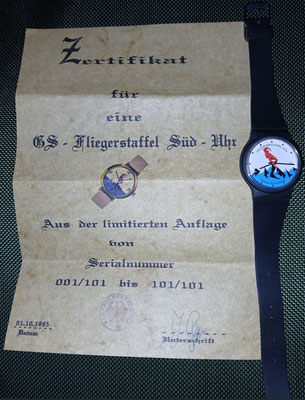 Zertifikat
für
eine
GS - Fliegerstaffel Süd - Uhr
Aus der limitierten Auflage
von
Serialnummer
001/101 bis 101/101
01.10.1995
Datum
Unterschrift